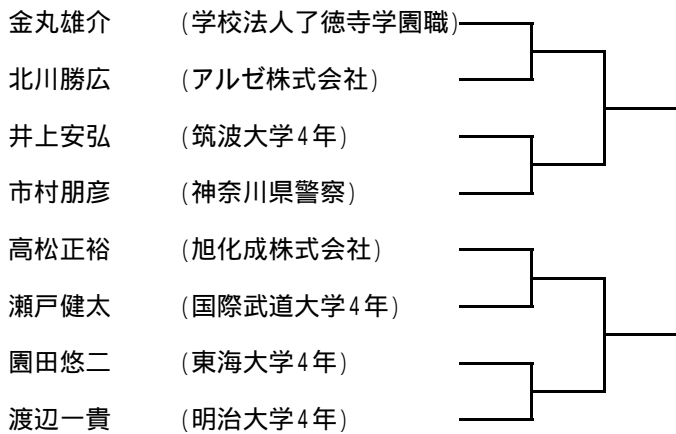 金丸雄介 (学校法人了徳寺学園職)
北川勝広 (アルゼ株式会社)
井上安弘 (筑波大学4年)
市村朋彦 (神奈川県警察)
高松正裕 (旭化成株式会社)
瀬戸健太 (国際武道大学4年)
園田悠二 (東海大学4年)
渡辺一貴 (明治大学4年)